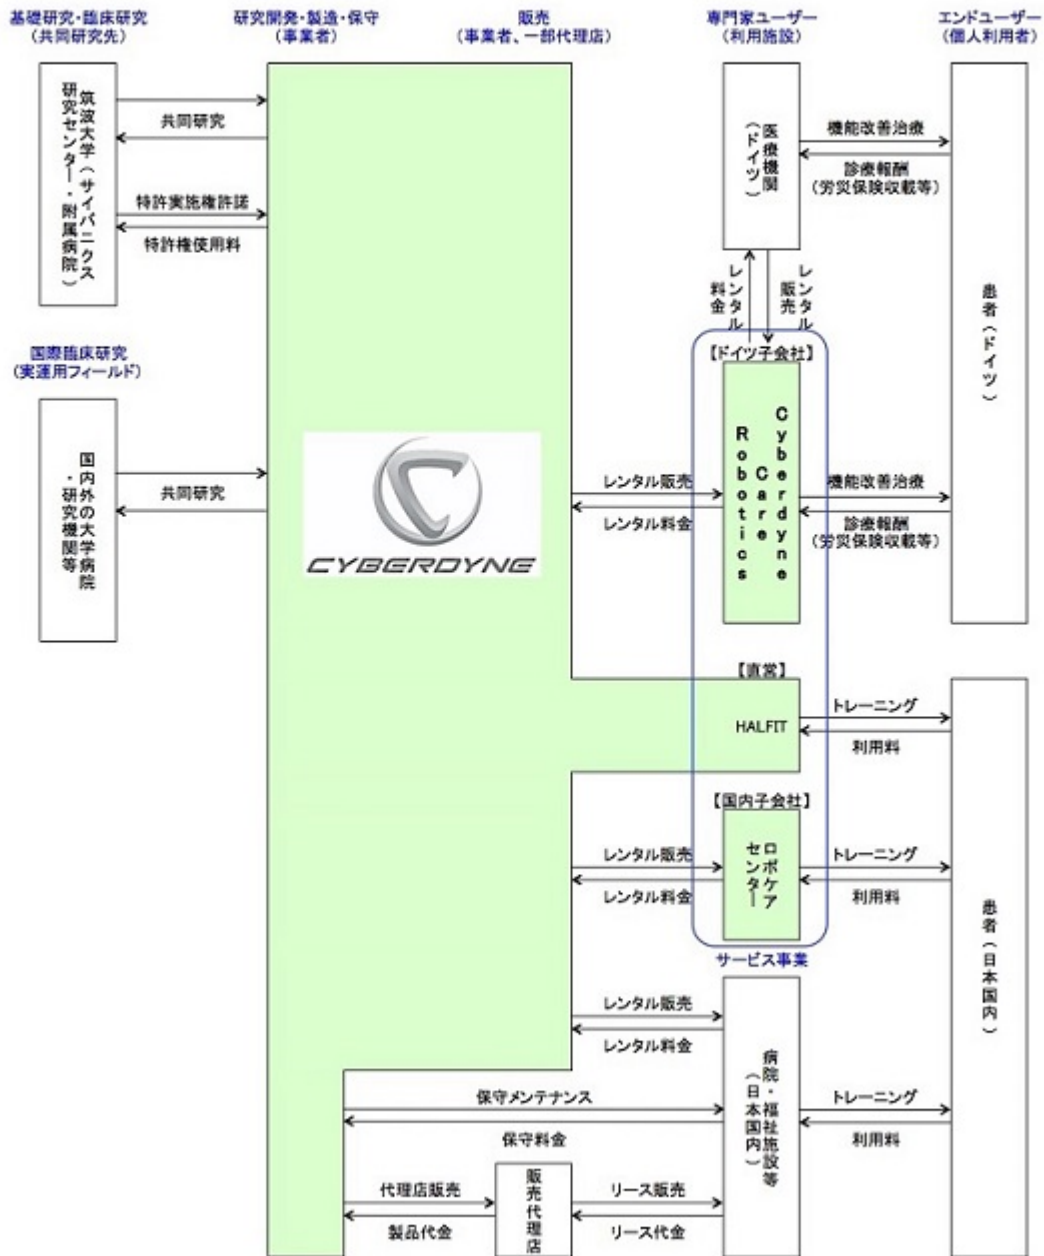 基礎研究・臨床研究
(共同研究先)
研究開発・製造・保守
(事業者)
販売
(事業者、一部代理店)
専門家ユーザー
(利用施設)
エンドユーザー
(個人利用者)
筑波大学(サイバニクス
研究センター・附属病院)
共同研究
特許実施権許諾
特許権使用料
国際臨床研究
(実運用フィールド)
国内外の大学病院
・研究機関等
共同研究
CYBERDYNE
医療機関
(ドイツ)
機能改善治療
診療報酬
(労災保険収載等)
レンタル
料金
レンタル
販売
患者(ドイツ)
【ドイツ子会社】
Cyberdyne
Care
Robotics
レンタル販売
レンタル料金
機能改善治療
診療報酬
(労災保険収載等)
【直営】
HALFIT
トレーニング
利用料
【国内子会社】
ロボケア
センター
レンタル販売
レンタル料金
トレーニング
利用料
サービス事業
患者(日本国内)
レンタル販売
レンタル料金
病院・福祉施設等
(日本国内)
保守メンテナンス
保守料金
トレーニング
利用料
代理店販売
製品代金
販売代理店
リース販売
リース代金